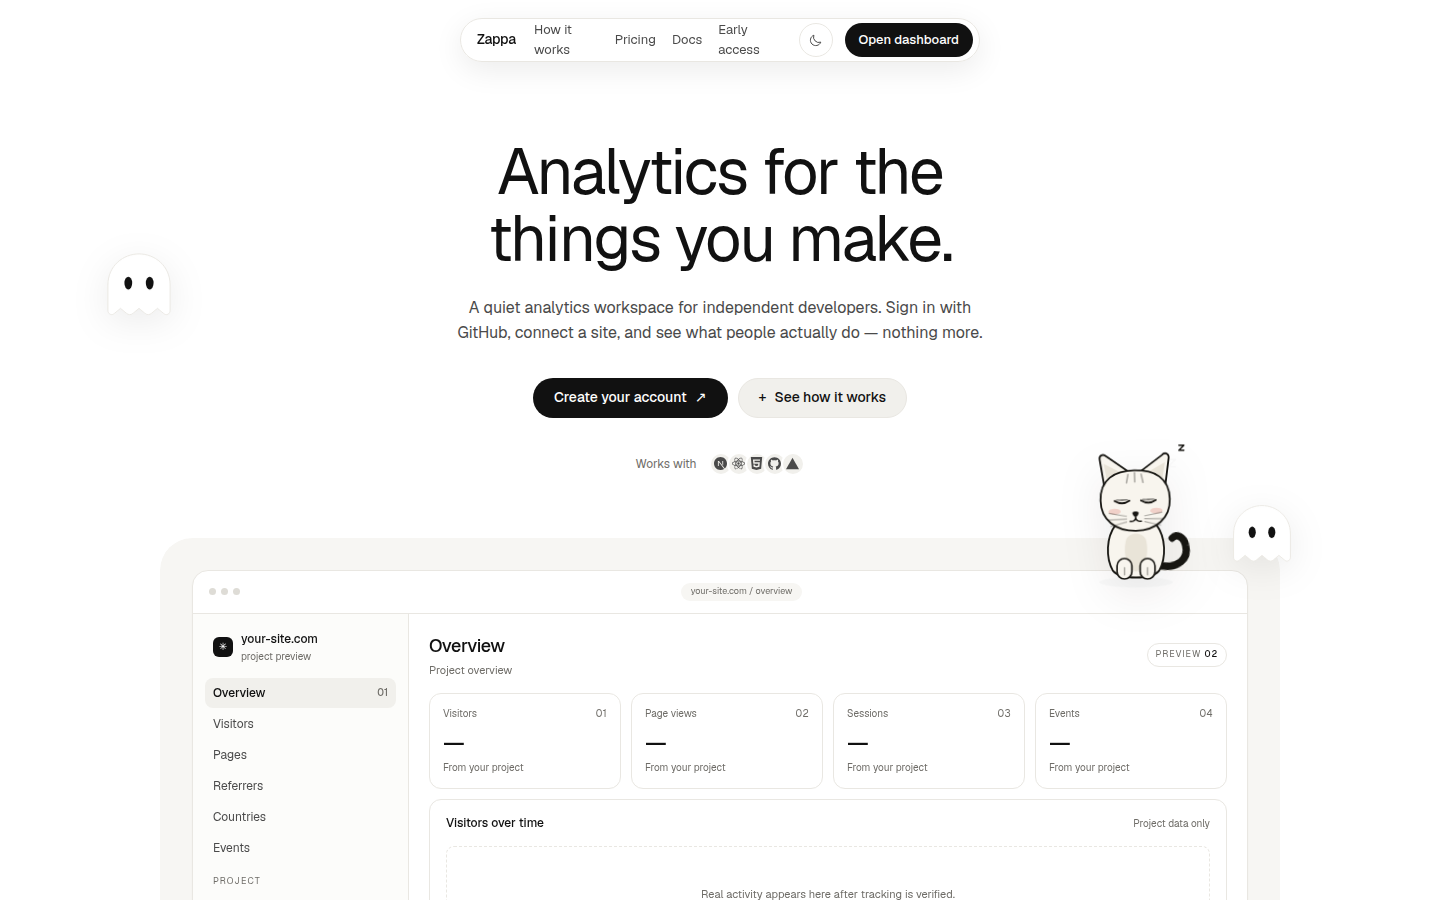 Zappa
How it works
Pricing
Docs
Early access
Open dashboard
Analytics for the
things you make.
A quiet analytics workspace for independent developers. Sign in with
GitHub, connect a site, and see what people actually do — nothing more.
Create your account ↗
+ See how it works
Works with
z
your-site.com / overview
your-site.com
project preview
Overview 01
Visitors
Pages
Referrers
Countries
Events
PROJECT
Overview
Project overview
PREVIEW 02
Visitors 01
—
From your project
Page views 02
—
From your project
Sessions 03
—
From your project
Events 04
—
From your project
Visitors over time
Project data only
Real activity appears here after tracking is verified.